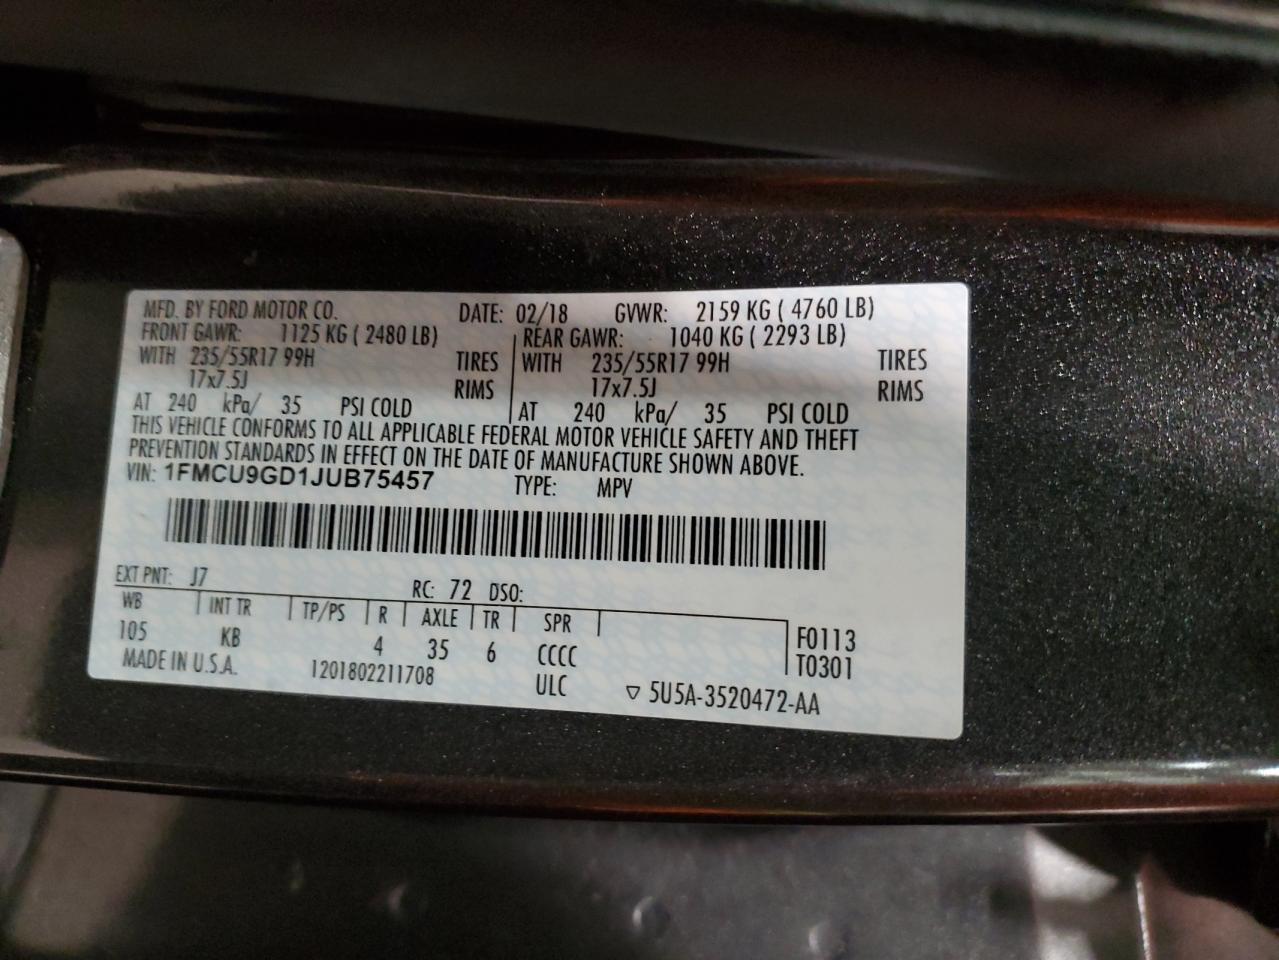 MFD. BY FORD MOTOR CO. DATE: 02/18 GVWR: 2159 KG ( 4760 LB)
FRONT GAWR: 1125 KG ( 2480 LB) REAR GAWR: 1040 KG ( 2293 LB)
WITH 235/55R17 99H TIRES WITH 235/55R17 99H TIRES
17x7.5J RIMS 17x7.5J RIMS
AT 240 kPa/ 35 PSI COLD AT 240 kPa/ 35 PSI COLD
THIS VEHICLE CONFORMS TO ALL APPLICABLE FEDERAL MOTOR VEHICLE SAFETY AND THEFT
PREVENTION STANDARDS IN EFFECT ON THE DATE OF MANUFACTURE SHOWN ABOVE.
VIN: 1FMCU9GD1JUB75457 TYPE: MPV
EXT PNT: J7 RC: 72 DSO:
WB INT TR TP/PS R AXLE TR SPR
105 KB 4 35 6 CCCC F0113
MADE IN U.S.A. 1201802211708 ULC T0301
▽ 5U5A-3520472-AA